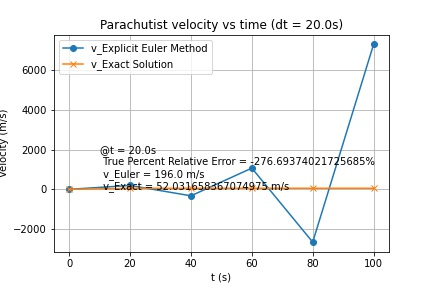 Parachutist velocity vs time (dt = 20.0s)
v_Explicit Euler Method
v_Exact Solution
6000
4000
2000
0
−2000
velocity (m/s)
@t = 20.0s
True Percent Relative Error = -276.69374021725685%
v_Euler = 196.0 m/s
v_Exact = 52.031658367074975 m/s
0 20 40 60 80 100
t (s)